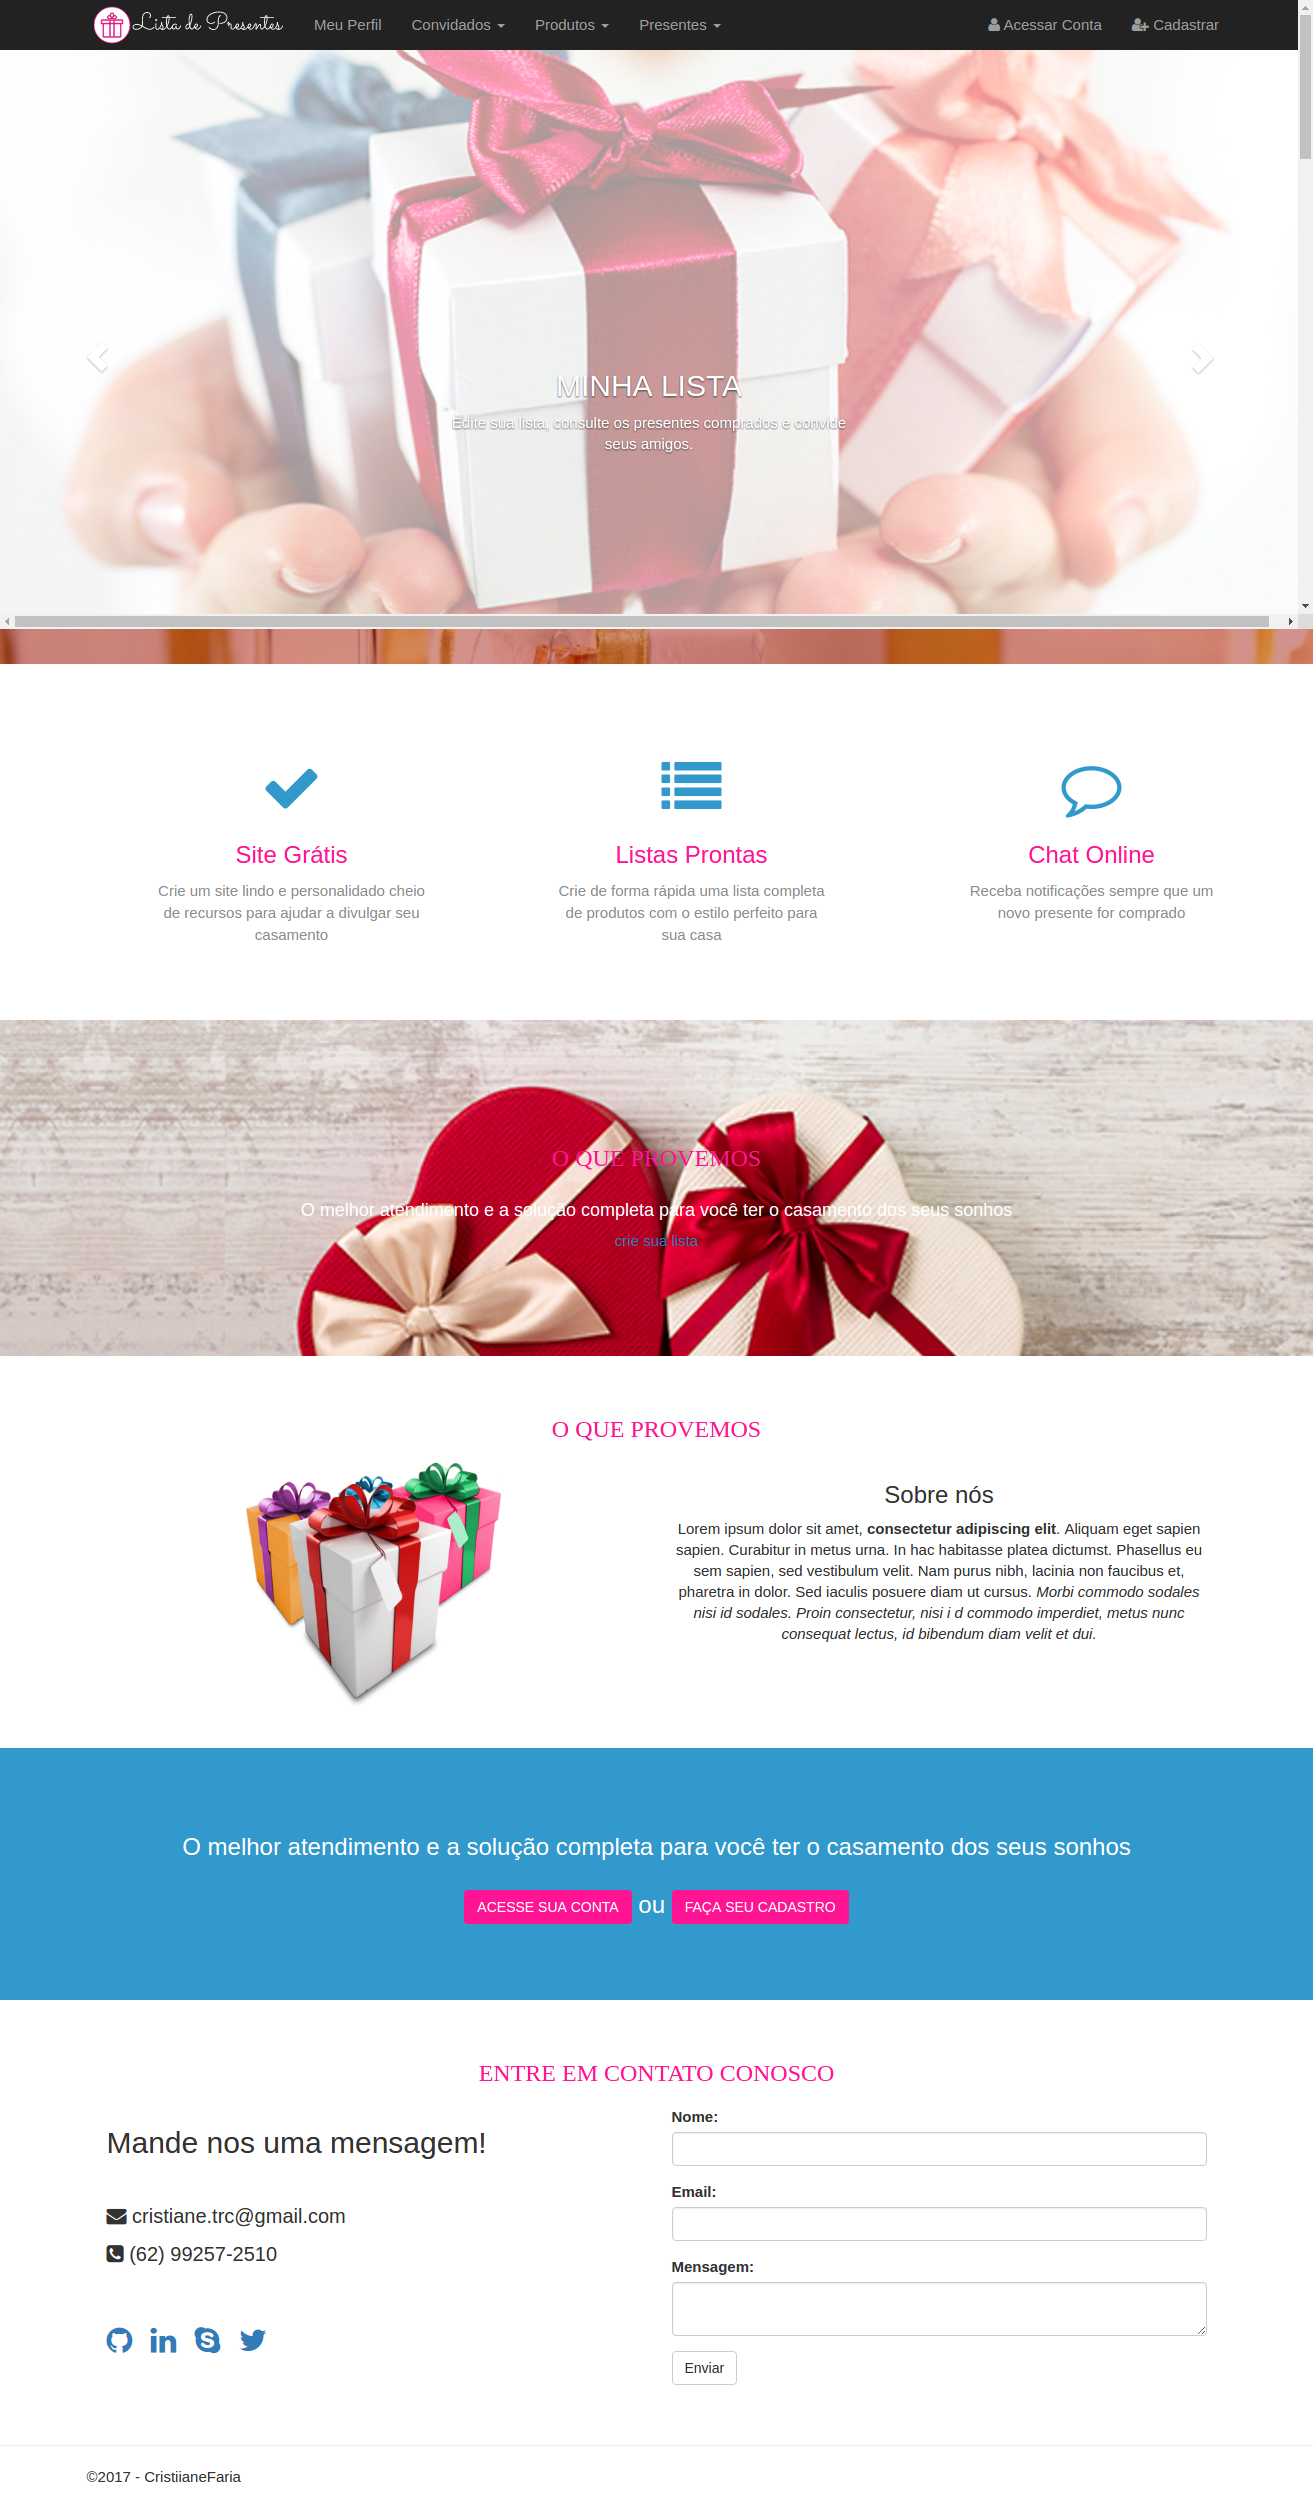 Lista de Presentes
Meu Perfil
Convidados
Produtos
Presentes
Acessar Conta
Cadastrar
MINHA LISTA
Edite sua lista, consulte os presentes comprados e convide
seus amigos.
Site Grátis
Crie um site lindo e personalidado cheio
de recursos para ajudar a divulgar seu
casamento
Listas Prontas
Crie de forma rápida uma lista completa
de produtos com o estilo perfeito para
sua casa
Chat Online
Receba notificações sempre que um
novo presente for comprado
O QUE PROVEMOS
O melhor atendimento e a solução completa para você ter o casamento dos seus sonhos
crie sua lista
O QUE PROVEMOS
Sobre nós
Lorem ipsum dolor sit amet, consectetur adipiscing elit. Aliquam eget sapien
sapien. Curabitur in metus urna. In hac habitasse platea dictumst. Phasellus eu
sem sapien, sed vestibulum velit. Nam purus nibh, lacinia non faucibus et,
pharetra in dolor. Sed iaculis posuere diam ut cursus. Morbi commodo sodales
nisi id sodales. Proin consectetur, nisi i d commodo imperdiet, metus nunc
consequat lectus, id bibendum diam velit et dui.
O melhor atendimento e a solução completa para você ter o casamento dos seus sonhos
ACESSE SUA CONTA ou FAÇA SEU CADASTRO
ENTRE EM CONTATO CONOSCO
Mande nos uma mensagem!
cristiane.trc@gmail.com
(62) 99257-2510
Nome:
Email:
Mensagem:
Enviar
©2017 - CristiianeFaria